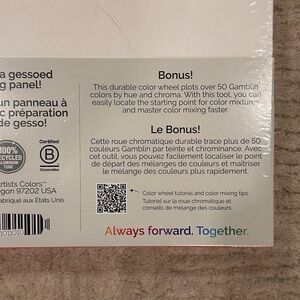 a gessoed
g panel!
un panneau à
c préparation
de gesso!
100%
RECYCLED
ALUMINUM
TUBE
Certified
B
Corporation
Artists Colors™
egon 97202 USA
abriqué aux États Unis
Bonus!
This durable color wheel plots over 50 Gamblin
colors by hue and chroma. With this tool, you can
easily locate the starting point for color mixtures
and master color mixing faster.
Le Bonus!
Cette roue chromatique durable trace plus de 50
couleurs Gamblin par teinte et chrominance. Avec
cet outil, vous pouvez facilement localiser le point
de départ des mélanges de couleurs et maîtriser
le mélange des couleurs plus rapidement.
Color wheel tutorial and color mixing tips
Tutoriel sur la roue chromatique et
conseils de mélange des couleurs
Always forward. Together.